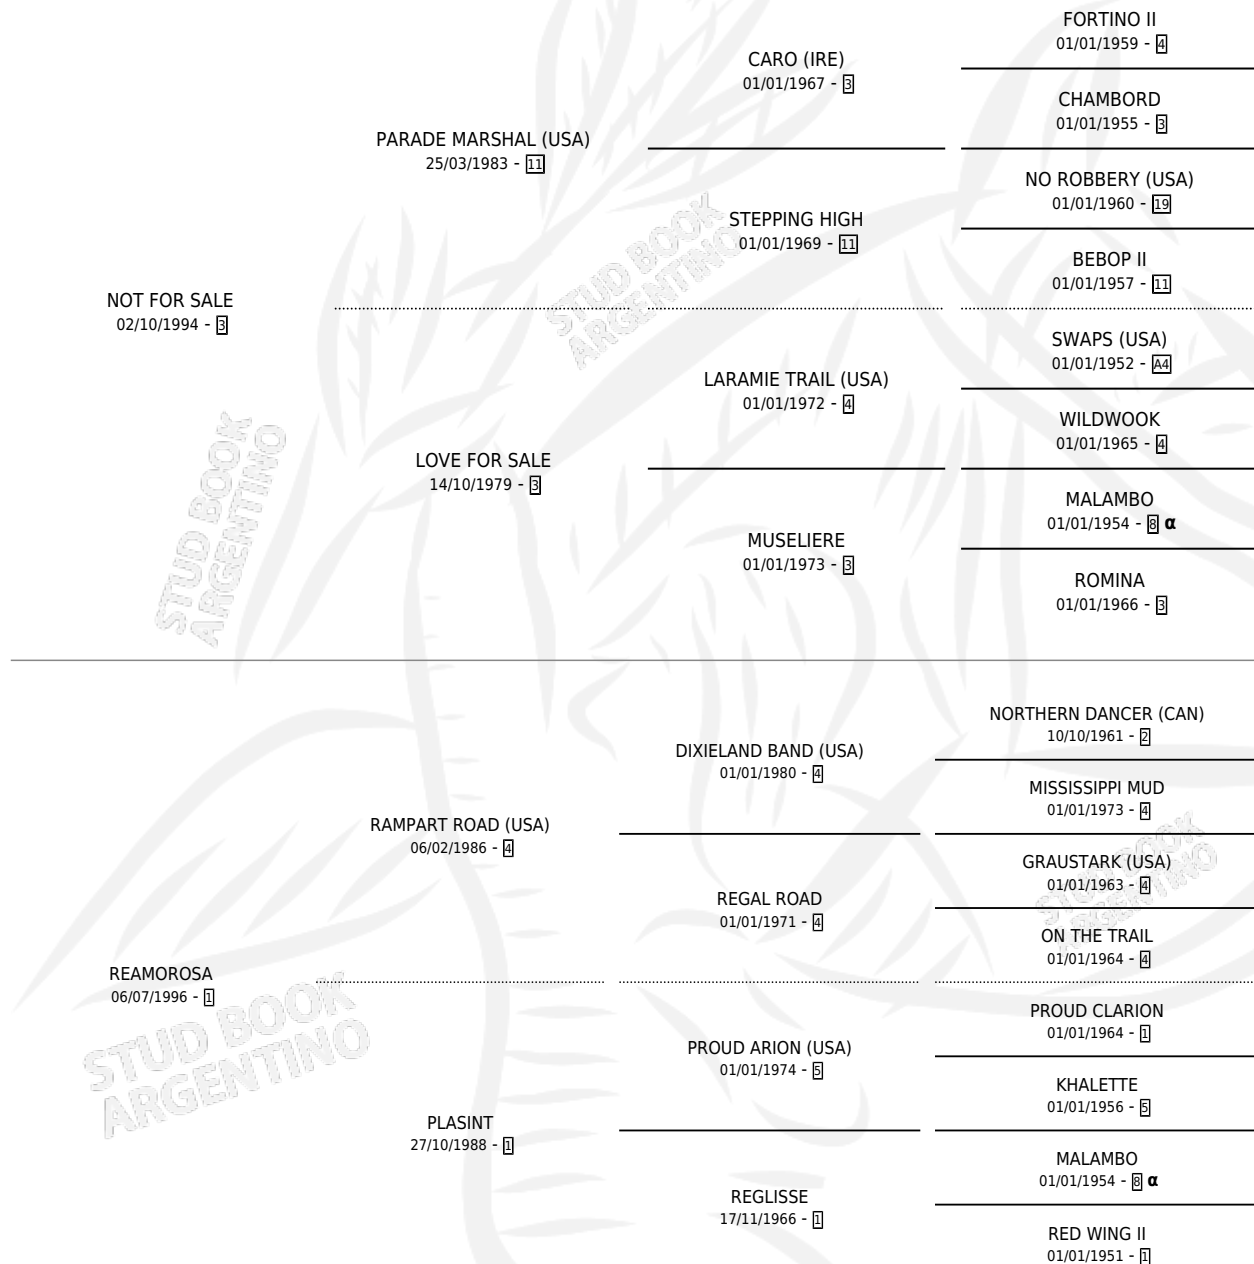 FORTINO II
01/01/1959 - 4
CARO (IRE)
01/01/1967 - 3
CHAMBORD
01/01/1955 - 3
PARADE MARSHAL (USA)
25/03/1983 - 11
NO ROBBERY (USA)
01/01/1960 - 19
STEPPING HIGH
01/01/1969 - 11
BEBOP II
01/01/1957 - 11
NOT FOR SALE
02/10/1994 - 3
SWAPS (USA)
01/01/1952 - A4
LARAMIE TRAIL (USA)
01/01/1972 - 4
WILDWOOK
01/01/1965 - 4
LOVE FOR SALE
14/10/1979 - 3
MALAMBO
01/01/1954 - 8 α
MUSELIERE
01/01/1973 - 3
ROMINA
01/01/1966 - 3
STUD BOOK
ARGENTINO
STUD BOOK
ARGENTINO
NORTHERN DANCER (CAN)
10/10/1961 - 2
DIXIELAND BAND (USA)
01/01/1980 - 4
MISSISSIPPI MUD
01/01/1973 - 4
RAMPART ROAD (USA)
06/02/1986 - 4
GRAUSTARK (USA)
01/01/1963 - 4
REGAL ROAD
01/01/1971 - 4
ON THE TRAIL
01/01/1964 - 4
REAMOROSA
06/07/1996 - 1
PROUD CLARION
01/01/1964 - 1
PROUD ARION (USA)
01/01/1974 - 5
KHALETTE
01/01/1956 - 5
PLASINT
27/10/1988 - 1
MALAMBO
01/01/1954 - 8 α
REGLISSE
17/11/1966 - 1
RED WING II
01/01/1951 - 1
STUD BOOK
ARGENTINO
STUD BOOK
ARGENTINO